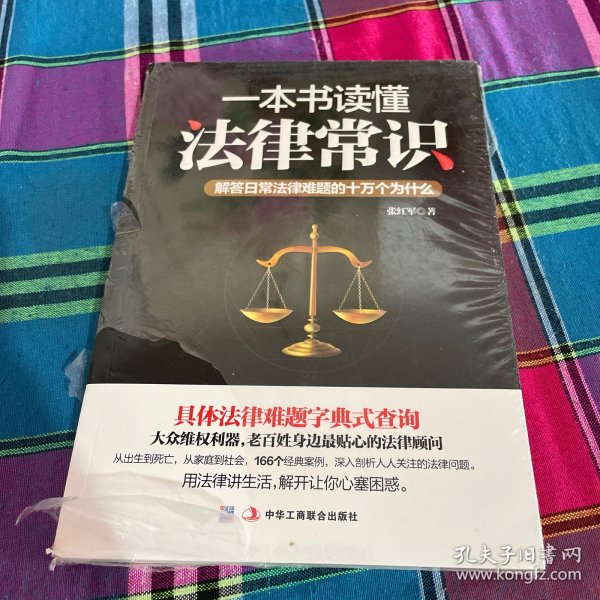 一本书读懂
法律常识
解答日常法律难题的十万个为什么
张红军◎著
具体法律难题字典式查询
大众维权利器,老百姓身边最贴心的法律顾问
从出生到死亡,从家庭到社会,166个经典案例,深入剖析人人关注的法律问题。
用法律讲生活,解开让你心塞困惑。
中华工商联合出版社
孔夫子旧书网
www.kongfz.com